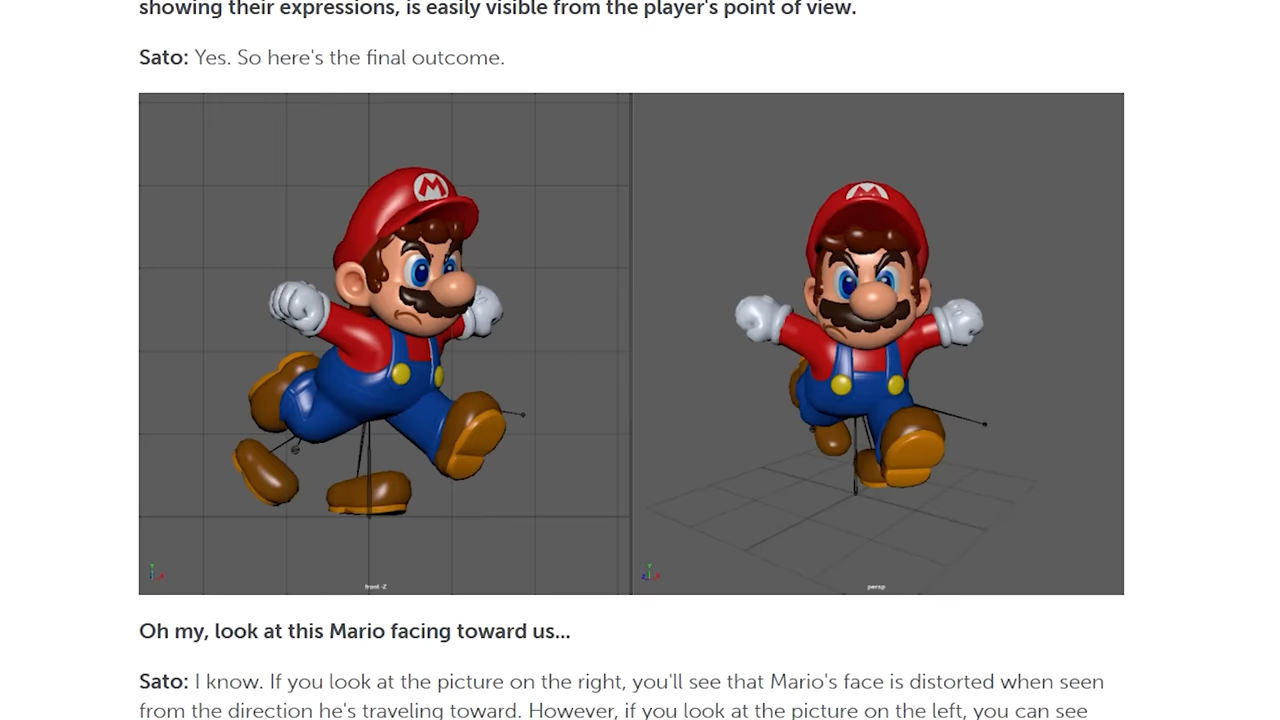 showing their expressions, is easily visible from the player's point of view.
Sato: Yes. So here's the final outcome.
M
M
front -Z
persp
Oh my, look at this Mario facing toward us...
Sato: I know. If you look at the picture on the right, you'll see that Mario's face is distorted when seen
from the direction he's traveling toward. However, if you look at the picture on the left, you can see